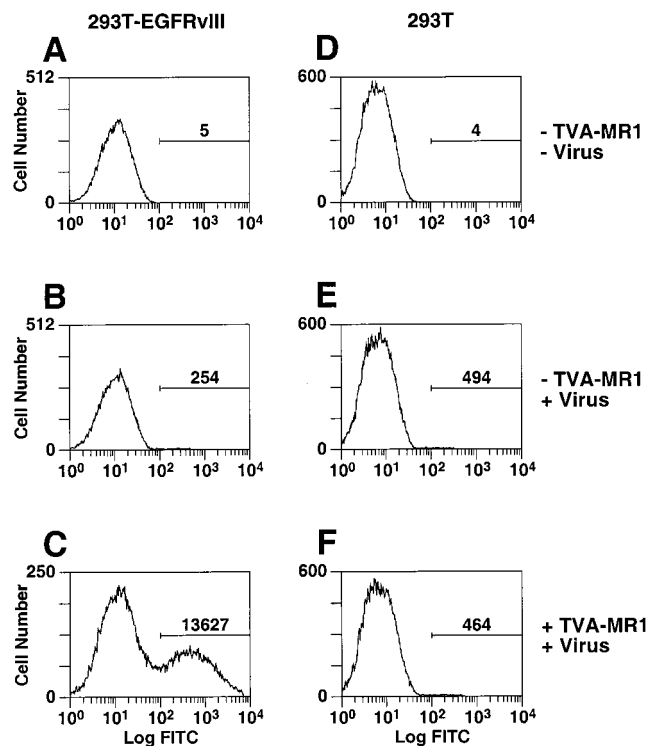 293T-EGFRvIII
293T
A
512
Cell Number
0
5
10^0 10^1 10^2 10^3 10^4
D
600
0
4
10^0 10^1 10^2 10^3 10^4
- TVA-MR1
- Virus
B
512
Cell Number
0
254
10^0 10^1 10^2 10^3 10^4
E
600
0
494
10^0 10^1 10^2 10^3 10^4
- TVA-MR1
+ Virus
C
250
Cell Number
0
13627
10^0 10^1 10^2 10^3 10^4
Log FITC
F
600
0
464
10^0 10^1 10^2 10^3 10^4
Log FITC
+ TVA-MR1
+ Virus